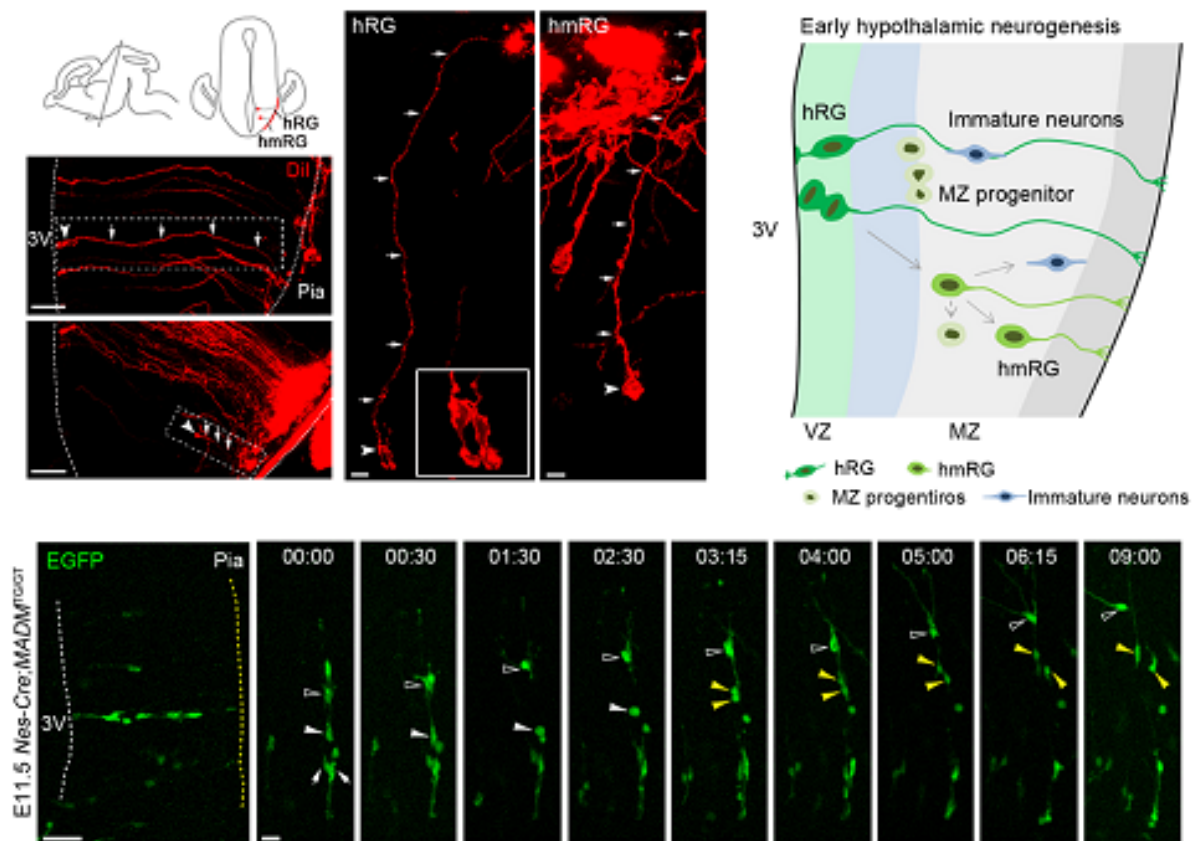 hRG
hmRG
DiI
3V
Pia
hRG
hmRG
Early hypothalamic neurogenesis
hRG
Immature neurons
MZ progenitor
3V
hmRG
VZ
MZ
hRG
hmRG
MZ progentiros
Immature neurons
E11.5 Nes-Cre;MADM^TG/GT
EGFP
Pia
3V
00:00
00:30
01:30
02:30
03:15
04:00
05:00
06:15
09:00